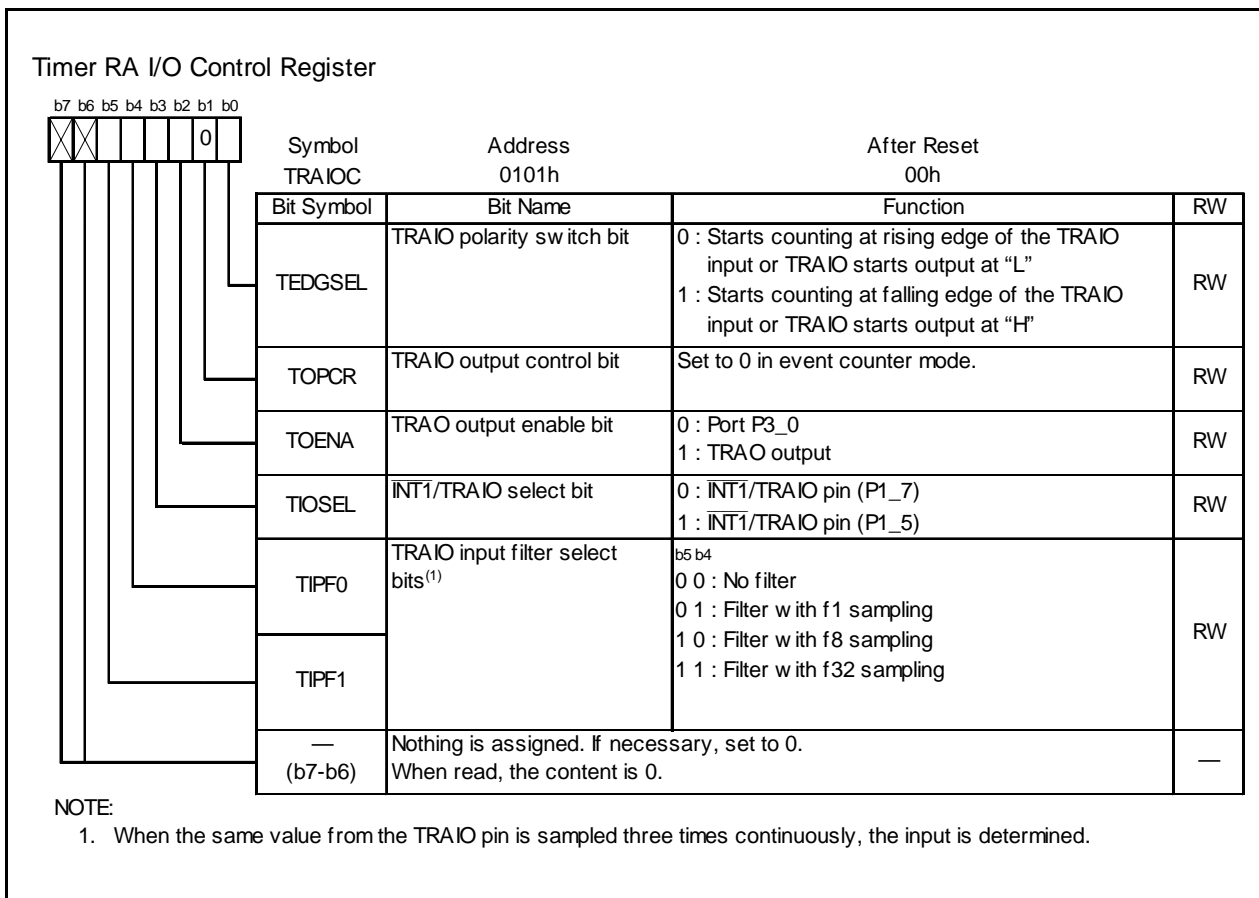 Timer RA I/O Control Register
b7 b6 b5 b4 b3 b2 b1 b0
0
Symbol Address After Reset
TRAIOC 0101h 00h
Bit Symbol Bit Name Function RW
TEDGSEL TRAIO polarity switch bit 0 : Starts counting at rising edge of the TRAIO
input or TRAIO starts output at “L”
1 : Starts counting at falling edge of the TRAIO
input or TRAIO starts output at “H”
RW
TOPCR TRAIO output control bit Set to 0 in event counter mode. RW
TOENA TRAO output enable bit 0 : Port P3_0
1 : TRAO output
RW
TIOSEL INT1/TRAIO select bit 0 : INT1/TRAIO pin (P1_7)
1 : INT1/TRAIO pin (P1_5)
RW
TIPF0 TRAIO input filter select
bits(1)
b5 b4
0 0 : No filter
0 1 : Filter with f1 sampling
1 0 : Filter with f8 sampling
1 1 : Filter with f32 sampling
RW
TIPF1
—
(b7-b6)
Nothing is assigned. If necessary, set to 0.
When read, the content is 0.
—
NOTE:
1. When the same value from the TRAIO pin is sampled three times continuously, the input is determined.